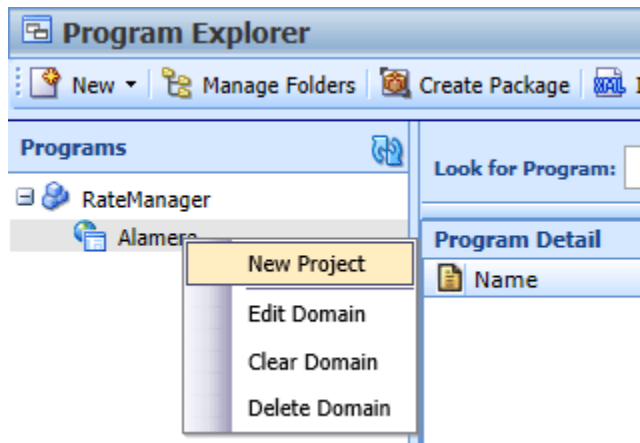 Program Explorer
New Manage Folders Create Package XML
Programs
Look for Program:
RateManager
Alamere
Program Detail
Name
New Project
Edit Domain
Clear Domain
Delete Domain